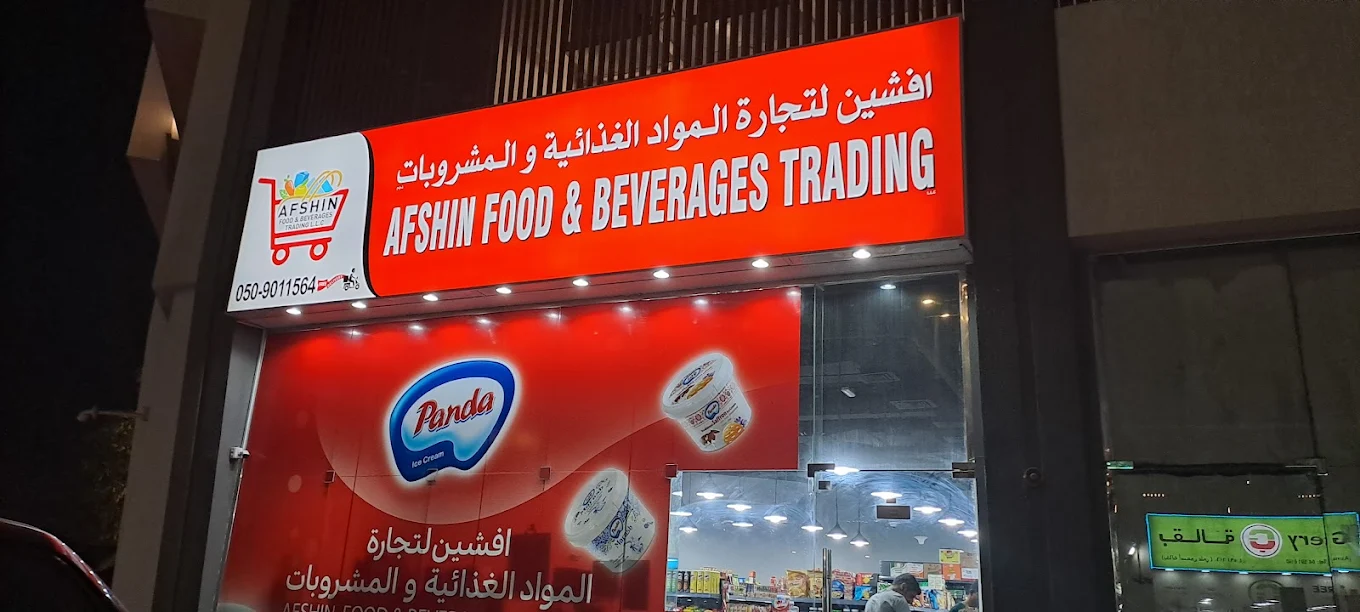 افشين لتجارة المواد الغذائية و المشروبات
AFSHIN FOOD & BEVERAGES TRADING
AFSHIN
FOOD & BEVERAGES
TRADING L.L.C
050-9011564
Panda
Ice Cream
افشين لتجارة
المواد الغذائية و المشروبات